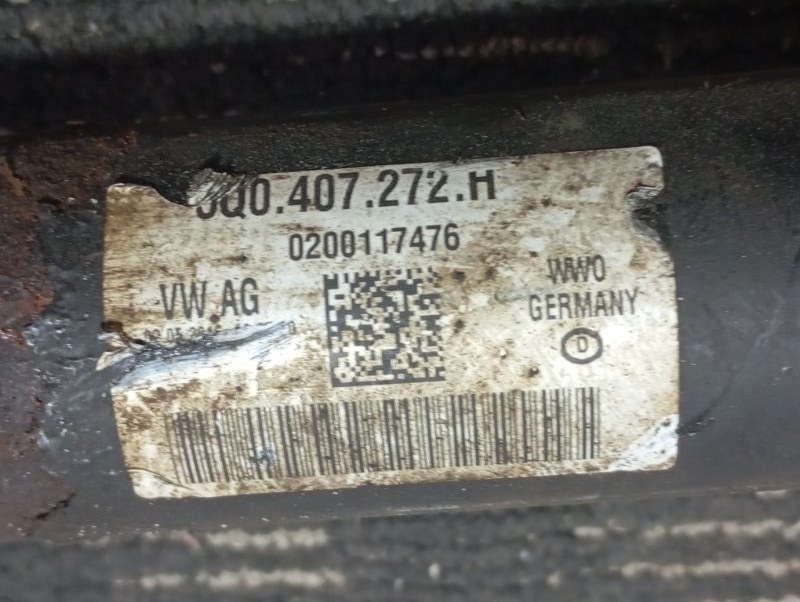 5Q0.407.272.H
0200117476
VW AG
WWO
GERMANY
D